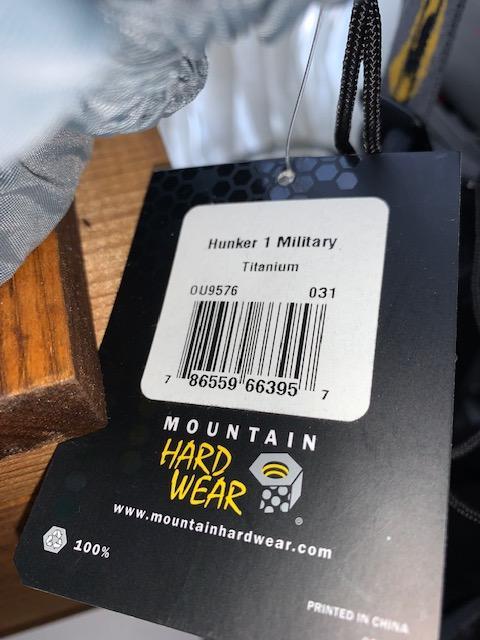 Hunker 1 Military
Titanium
OU9576 031
7 86559 66395 7
MOUNTAIN
HARD
WEAR
®
www.mountainhardwear.com
100%
PRINTED IN CHINA